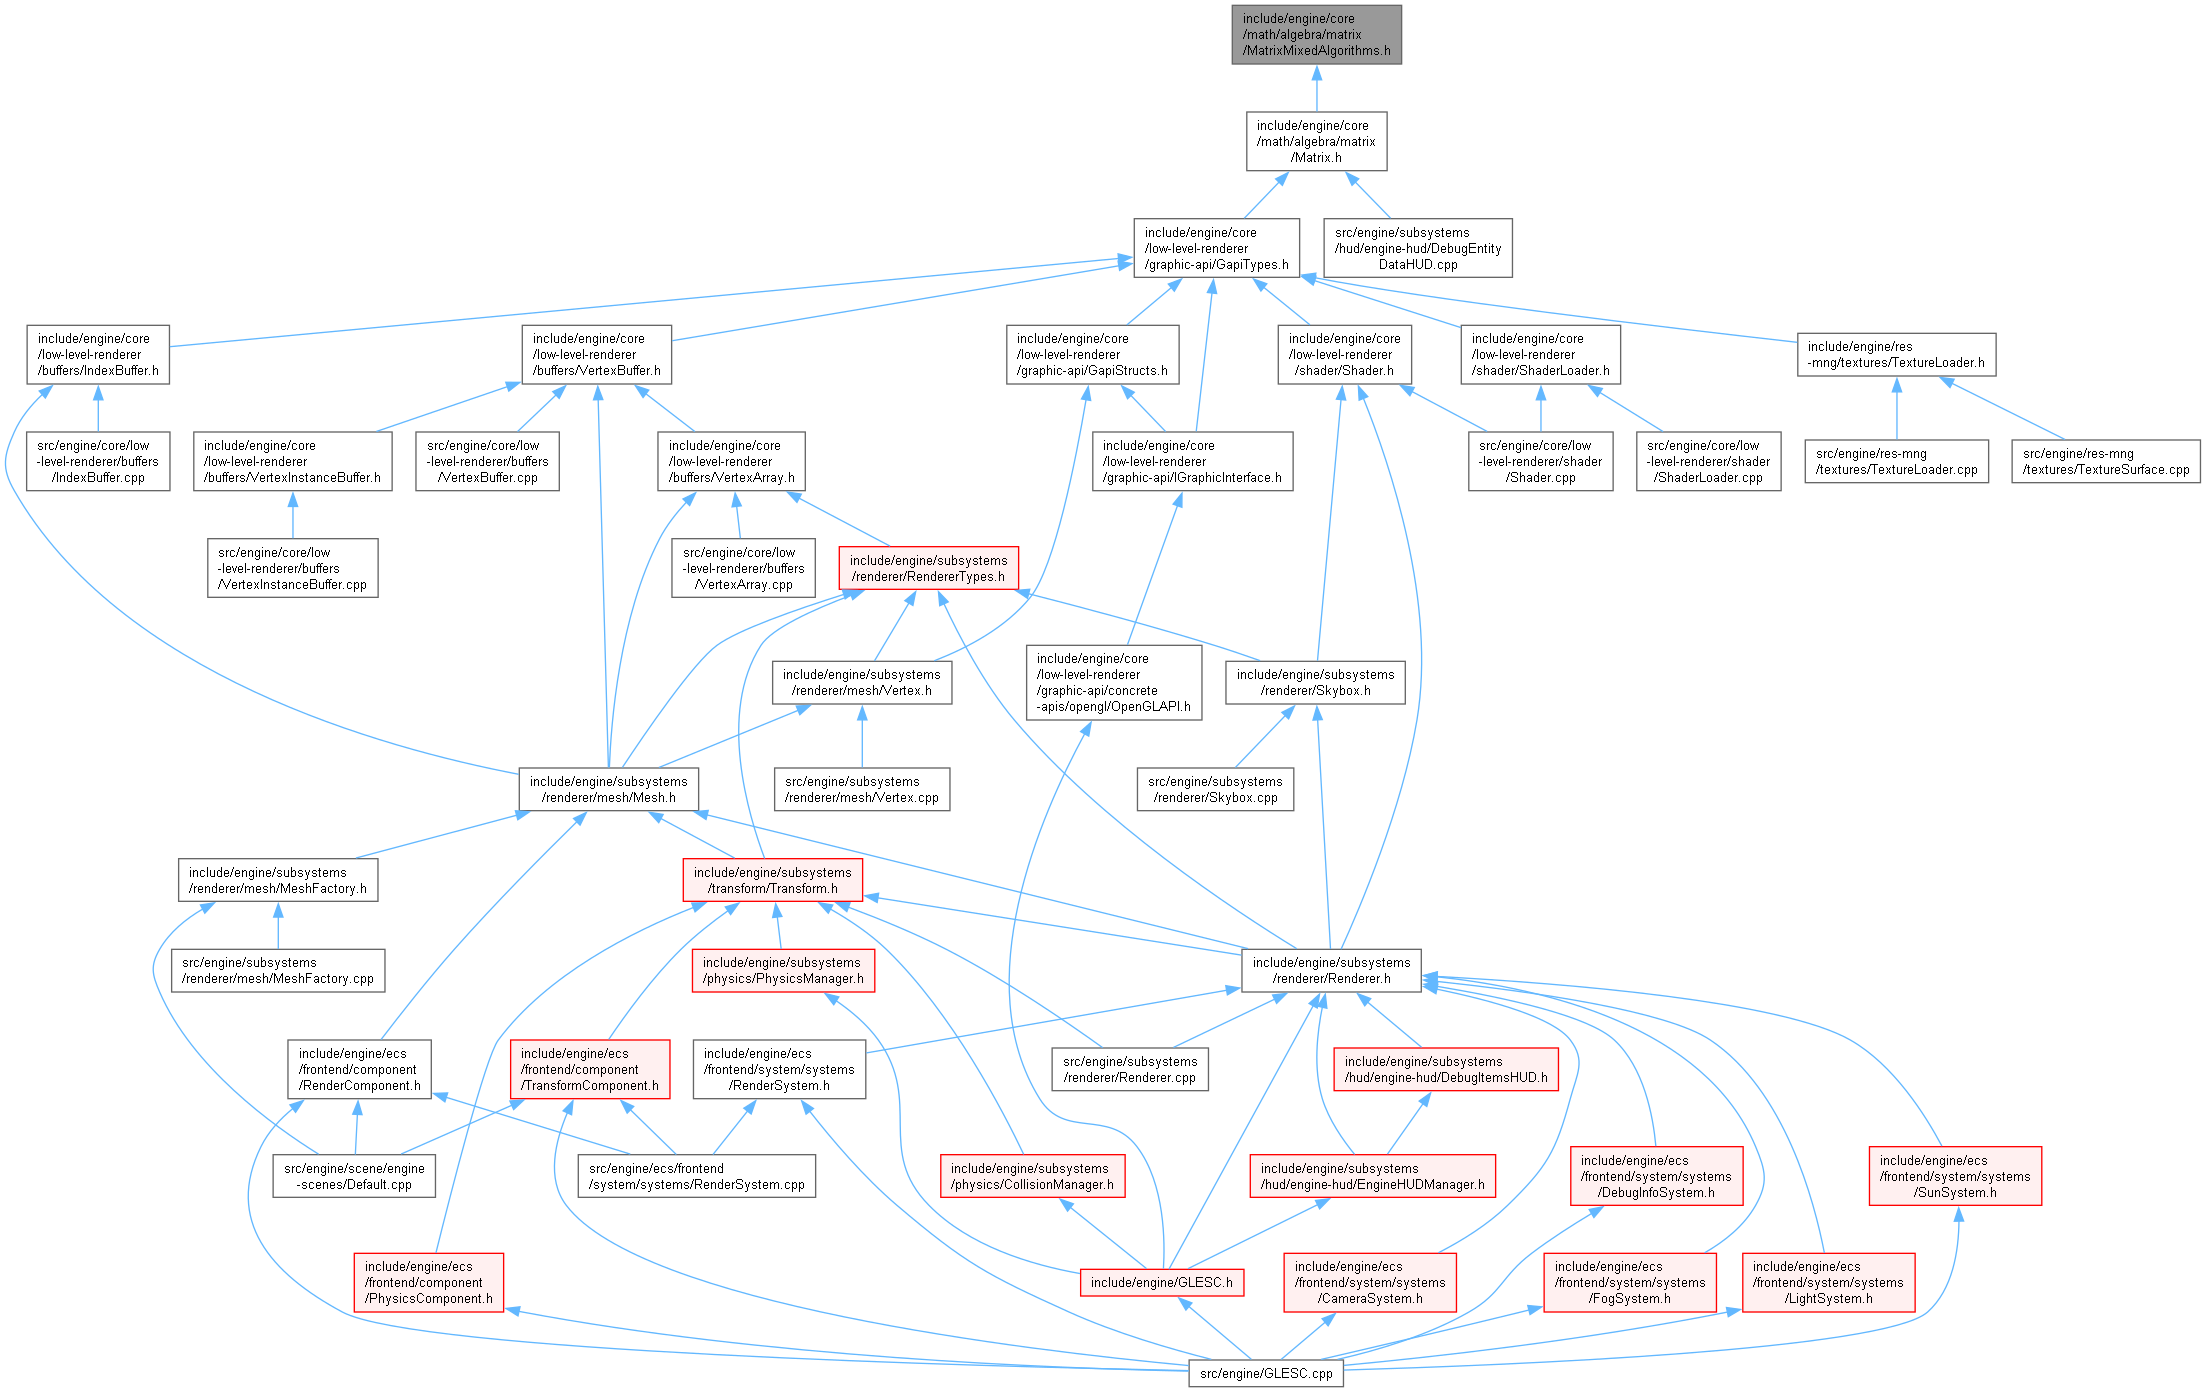 include/engine/core
/math/algebra/matrix
/MatrixMixedAlgorithms.h
include/engine/core
/math/algebra/matrix
/Matrix.h
include/engine/core
/low-level-renderer
/graphic-api/GapiTypes.h
src/engine/subsystems
/hud/engine-hud/DebugEntity
DataHUD.cpp
include/engine/core
/low-level-renderer
/buffers/IndexBuffer.h
include/engine/core
/low-level-renderer
/buffers/VertexBuffer.h
include/engine/core
/low-level-renderer
/graphic-api/GapiStructs.h
include/engine/core
/low-level-renderer
/shader/Shader.h
include/engine/core
/low-level-renderer
/shader/ShaderLoader.h
include/engine/res
-mng/textures/TextureLoader.h
src/engine/core/low
-level-renderer/buffers
/IndexBuffer.cpp
include/engine/core
/low-level-renderer
/buffers/VertexInstanceBuffer.h
src/engine/core/low
-level-renderer/buffers
/VertexBuffer.cpp
include/engine/core
/low-level-renderer
/buffers/VertexArray.h
include/engine/core
/low-level-renderer
/graphic-api/IGraphicInterface.h
src/engine/core/low
-level-renderer/shader
/Shader.cpp
src/engine/core/low
-level-renderer/shader
/ShaderLoader.cpp
src/engine/res-mng
/textures/TextureLoader.cpp
src/engine/res-mng
/textures/TextureSurface.cpp
src/engine/core/low
-level-renderer/buffers
/VertexInstanceBuffer.cpp
src/engine/core/low
-level-renderer/buffers
/VertexArray.cpp
include/engine/subsystems
/renderer/RendererTypes.h
include/engine/subsystems
/renderer/mesh/Vertex.h
include/engine/core
/low-level-renderer
/graphic-api/concrete
-apis/opengl/OpenGLAPI.h
include/engine/subsystems
/renderer/Skybox.h
include/engine/subsystems
/renderer/mesh/Mesh.h
src/engine/subsystems
/renderer/mesh/Vertex.cpp
src/engine/subsystems
/renderer/Skybox.cpp
include/engine/subsystems
/renderer/mesh/MeshFactory.h
include/engine/subsystems
/transform/Transform.h
src/engine/subsystems
/renderer/mesh/MeshFactory.cpp
include/engine/subsystems
/physics/PhysicsManager.h
include/engine/subsystems
/renderer/Renderer.h
include/engine/ecs
/frontend/component
/RenderComponent.h
include/engine/ecs
/frontend/component
/TransformComponent.h
include/engine/ecs
/frontend/system/systems
/RenderSystem.h
src/engine/subsystems
/renderer/Renderer.cpp
include/engine/subsystems
/hud/engine-hud/DebugItemsHUD.h
src/engine/scene/engine
-scenes/Default.cpp
src/engine/ecs/frontend
/system/systems/RenderSystem.cpp
include/engine/subsystems
/physics/CollisionManager.h
include/engine/subsystems
/hud/engine-hud/EngineHUDManager.h
include/engine/ecs
/frontend/system/systems
/DebugInfoSystem.h
include/engine/ecs
/frontend/system/systems
/SunSystem.h
include/engine/ecs
/frontend/component
/PhysicsComponent.h
include/engine/GLESC.h
include/engine/ecs
/frontend/system/systems
/CameraSystem.h
include/engine/ecs
/frontend/system/systems
/FogSystem.h
include/engine/ecs
/frontend/system/systems
/LightSystem.h
src/engine/GLESC.cpp